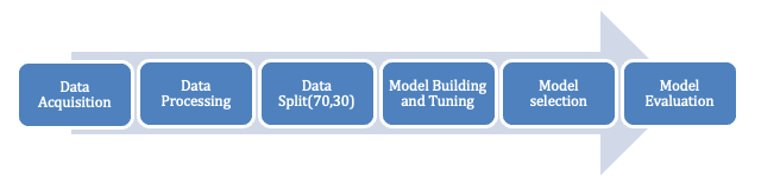 Data
Acquisition
Data
Processing
Data
Split(70,30)
Model Building
and Tuning
Model
selection
Model
Evaluation